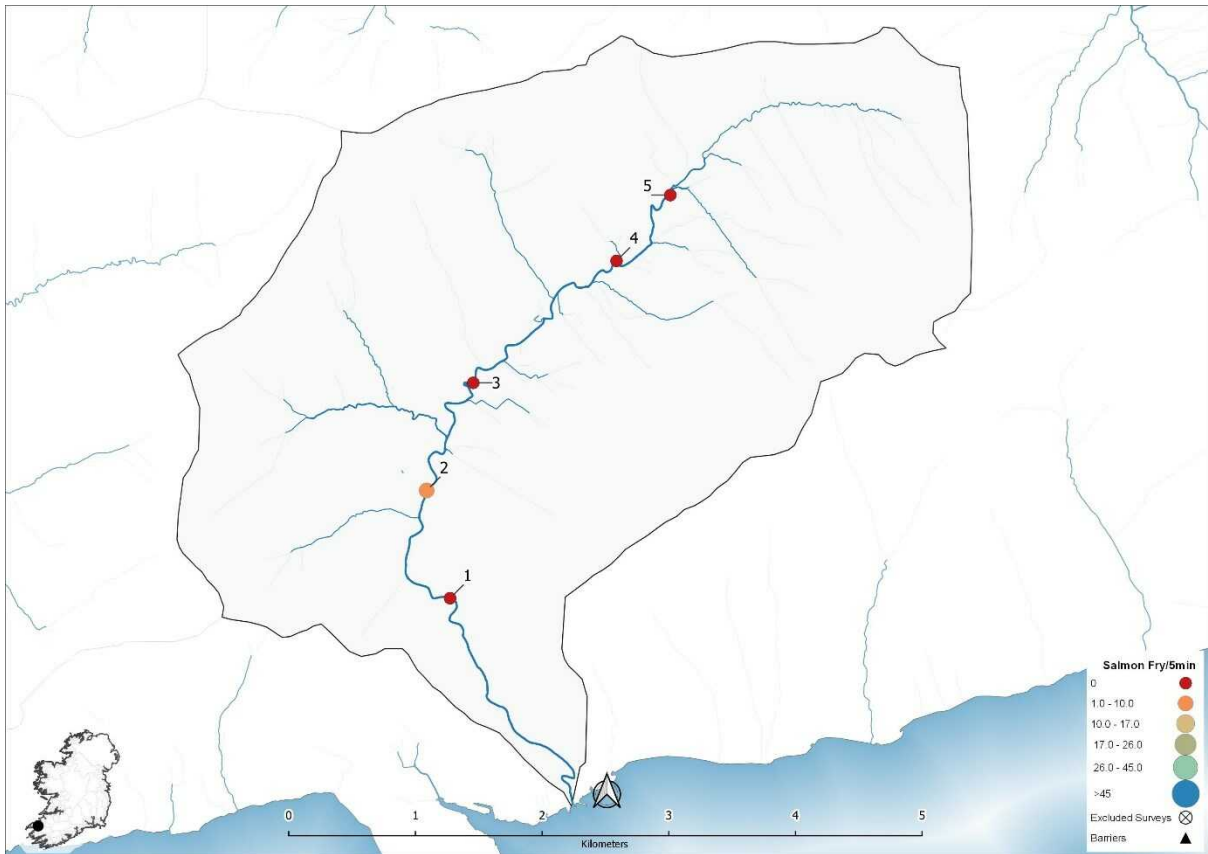 5
4
3
2
1
Salmon Fry/5min
0
1.0 - 10.0
10.0 - 17.0
17.0 - 26.0
26.0 - 45.0
>45
Excluded Surveys
Barriers
0 1 2 3 4 5
Kilometers